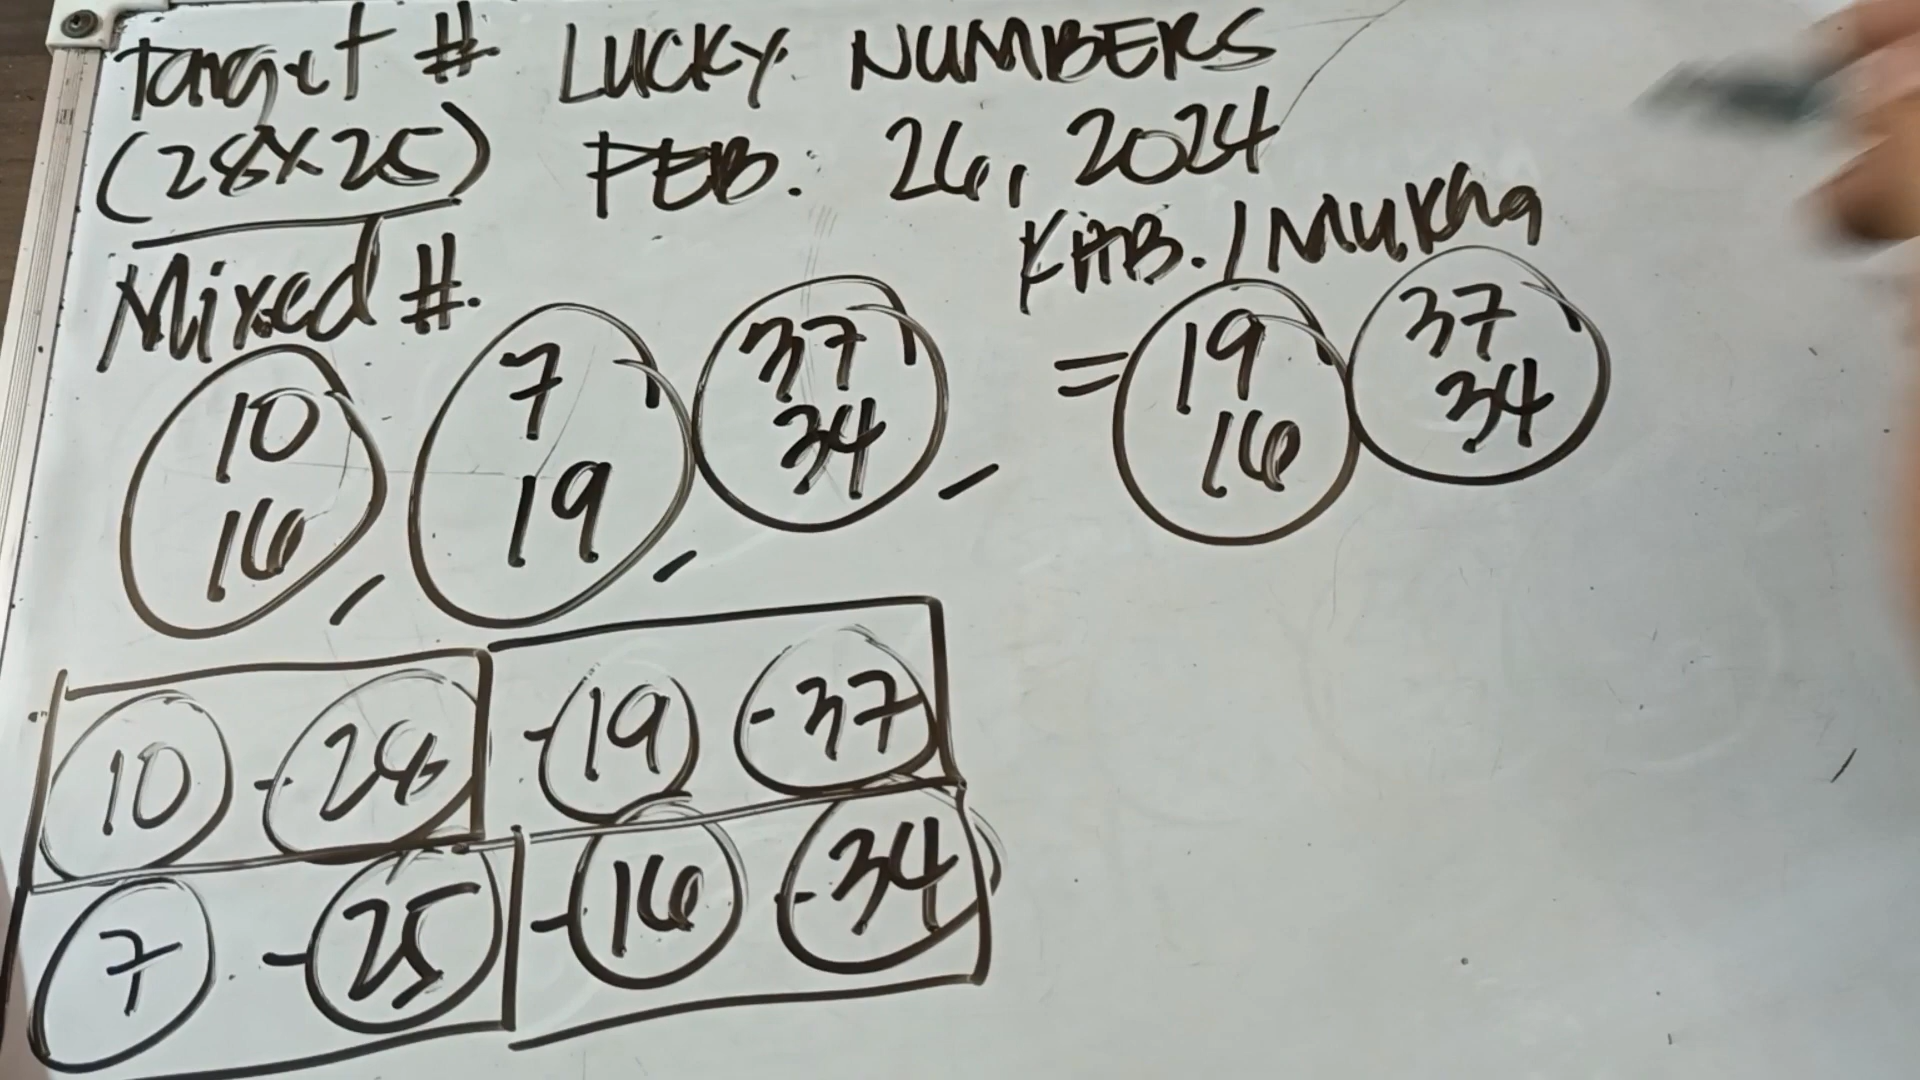 Target # LUCKY NUMBERS
(28x25) FEB. 26, 2024
Mixed # KAB./Mukha
10 7 37 = 19 37
16 19 34 16 34
10 - 28 - 19 - 37
7 - 25 - 16 - 34